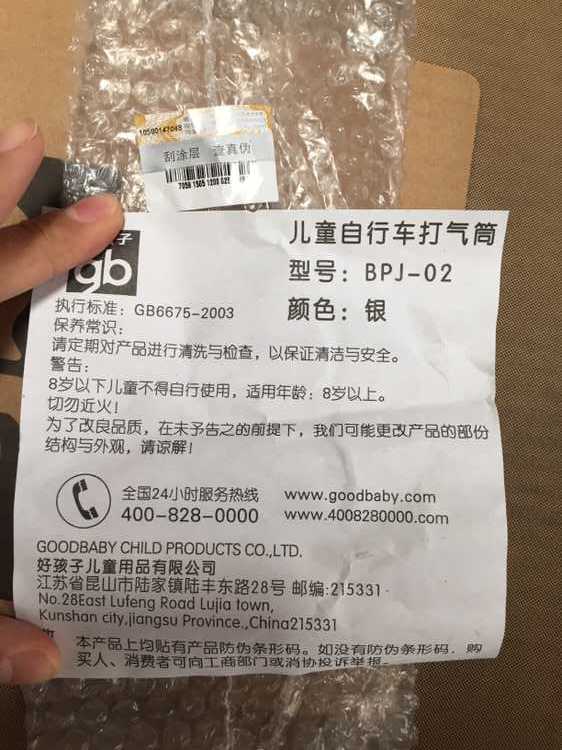 10500147045
刮涂层 查真伪
子
gb
儿童自行车打气筒
型号：BPJ-02
颜色：银
执行标准：GB6675-2003
保养常识：
请定期对产品进行清洗与检查，以保证清洁与安全。
警告：
8岁以下儿童不得自行使用，适用年龄：8岁以上。
切勿近火！
为了改良品质，在未予告之的前提下，我们可能更改产品的部份
结构与外观，请谅解！
全国24小时服务热线 www.goodbaby.com
400-828-0000 www.4008280000.com
GOODBABY CHILD PRODUCTS CO.,LTD.
好孩子儿童用品有限公司
江苏省昆山市陆家镇陆丰东路28号 邮编:215331
No.28East Lufeng Road Lujia town,
Kunshan city,jiangsu Province.,China215331
本产品上均贴有产品防伪条形码。如没有防伪条形码，购
买人、消费者可向工商部门或消协投诉举报。